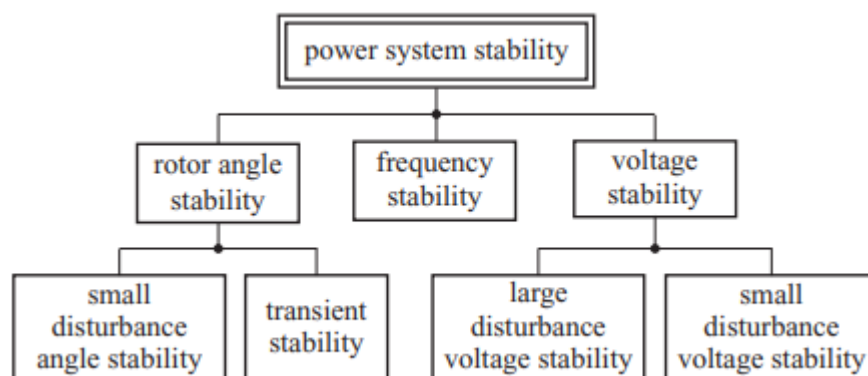 power system stability
rotor angle
stability
frequency
stability
voltage
stability
small
disturbance
angle stability
transient
stability
large
disturbance
voltage stability
small
disturbance
voltage stability